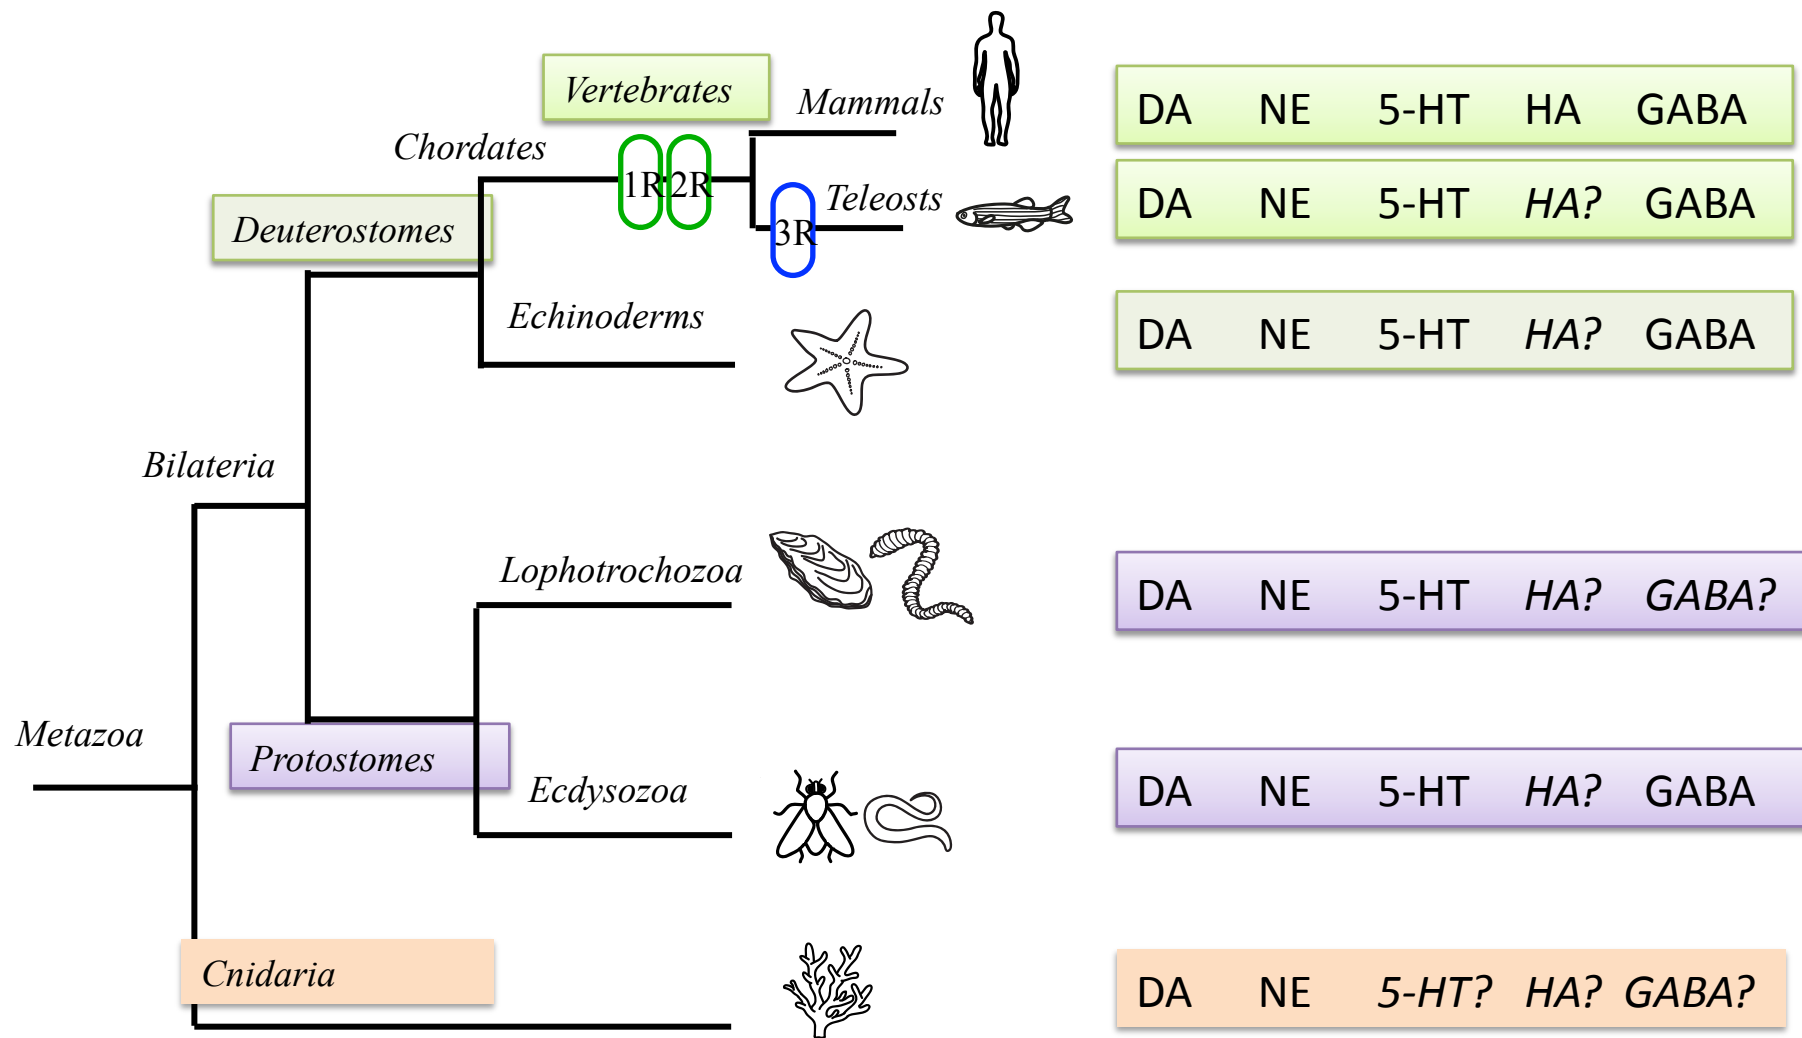 Vertebrates
Mammals
DA NE 5-HT HA GABA
Chordates
1R 2R
Teleosts
DA NE 5-HT HA? GABA
Deuterostomes
3R
Echinoderms
DA NE 5-HT HA? GABA
Bilateria
Lophotrochozoa
DA NE 5-HT HA? GABA?
Metazoa
Protostomes
Ecdysozoa
DA NE 5-HT HA? GABA
Cnidaria
DA NE 5-HT? HA? GABA?